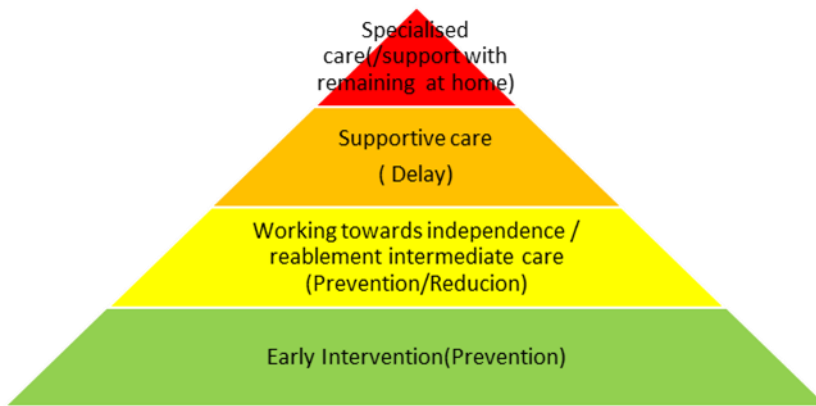 Specialised
care(/support with
remaining  at home)
Supportive care
( Delay)
Working towards independence /
reablement intermediate care
(Prevention/Reducion)
Early Intervention(Prevention)